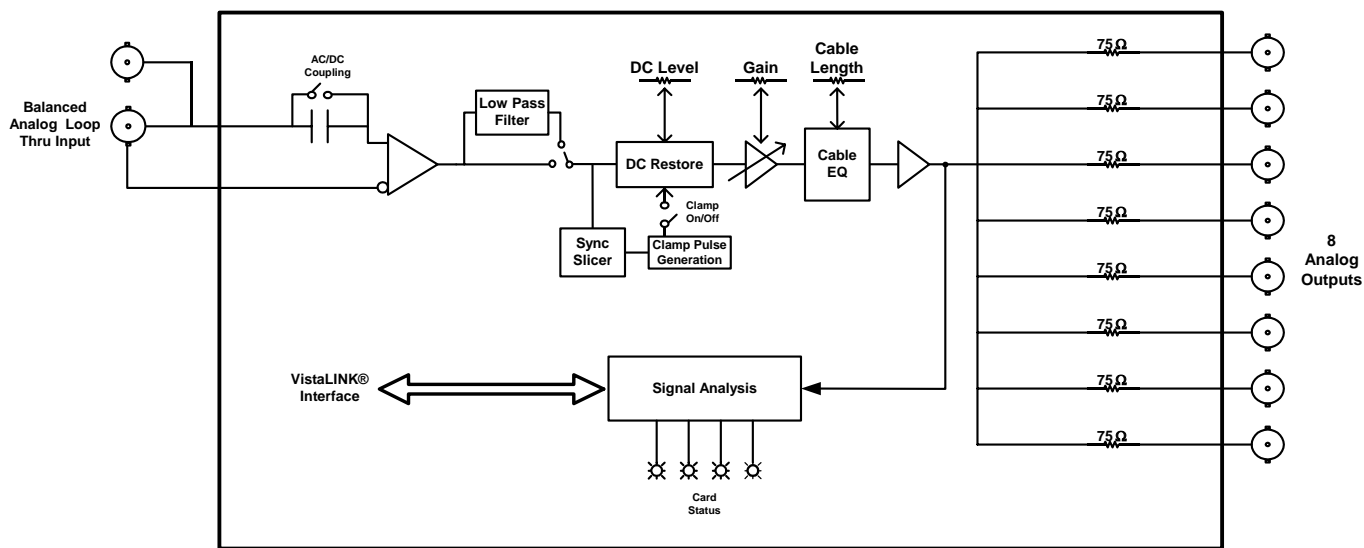 AC/DC
Coupling
Balanced
Analog Loop
Thru Input
Low Pass
Filter
DC Level
Gain
Cable
Length
DC Restore
Cable
EQ
Clamp
On/Off
Sync
Slicer
Clamp Pulse
Generation
75Ω
75Ω
75Ω
75Ω
75Ω
75Ω
75Ω
75Ω
8
Analog
Outputs
VistaLINK®
Interface
Signal Analysis
Card
Status